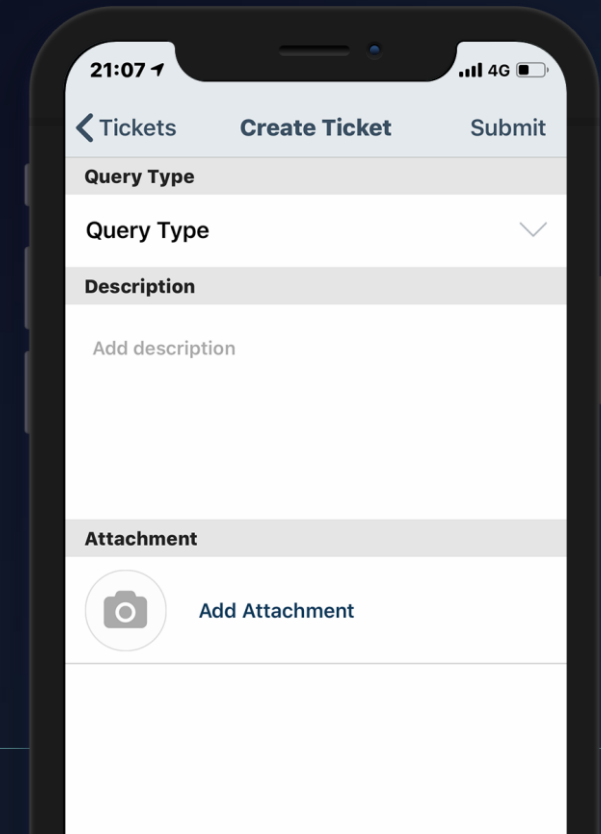 21:07 4G
Tickets Create Ticket Submit
Query Type
Query Type
Description
Add description
Attachment
Add Attachment